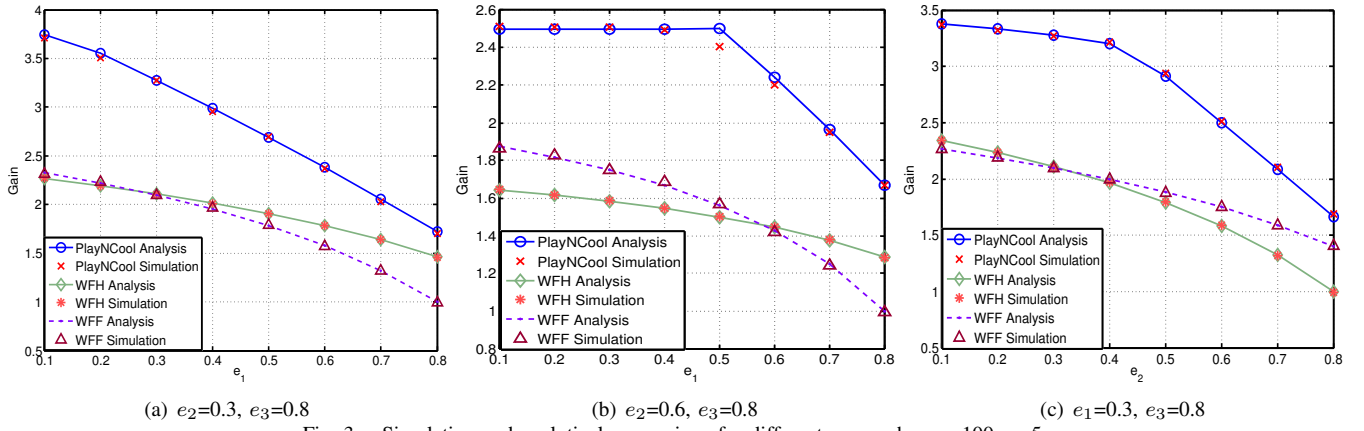 4
3.5
3
2.5
2
1.5
1
0.5
Gain
0.1 0.2 0.3 0.4 0.5 0.6 0.7 0.8
e1
PlayNCool Analysis
PlayNCool Simulation
WFH Analysis
WFH Simulation
WFF Analysis
WFF Simulation
(a) e2=0.3, e3=0.8
2.6
2.4
2.2
2
1.8
1.6
1.4
1.2
1
0.8
Gain
0.1 0.2 0.3 0.4 0.5 0.6 0.7 0.8
e1
PlayNCool Analysis
PlayNCool Simulation
WFH Analysis
WFH Simulation
WFF Analysis
WFF Simulation
(b) e2=0.6, e3=0.8
3.5
3
2.5
2
1.5
1
0.5
Gain
0.1 0.2 0.3 0.4 0.5 0.6 0.7 0.8
e2
PlayNCool Analysis
PlayNCool Simulation
WFH Analysis
WFH Simulation
WFF Analysis
WFF Simulation
(c) e1=0.3, e3=0.8